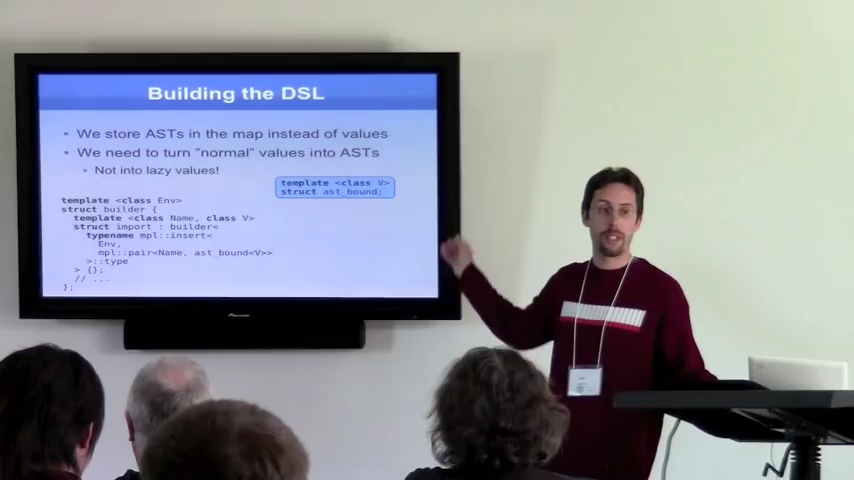 Building the DSL
• We store ASTs in the map instead of values
• We need to turn "normal" values into ASTs
• Not into lazy values!
template <class V>
struct ast_bound;
template <class Env>
struct builder {
template <class Name, class V>
struct import : builder<
typename mpl::insert<
Env,
mpl::pair<Name, ast_bound<V>>
>::type
> {};
// ...
};
Pioneer